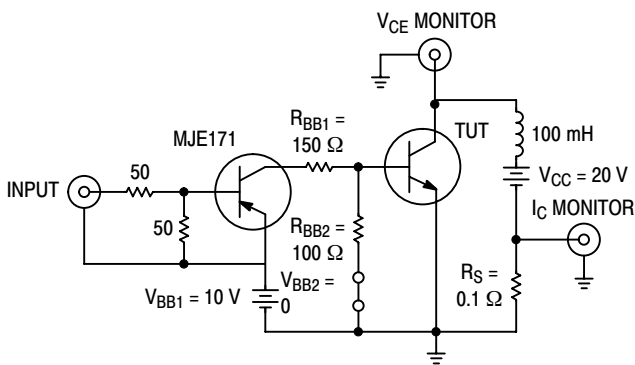 V_CE MONITOR
R_BB1 =
150 Ω
MJE171
TUT
100 mH
V_CC = 20 V
I_C MONITOR
INPUT
50
50
R_BB2 =
100 Ω
V_BB2 =
0
V_BB1 = 10 V
R_S =
0.1 Ω